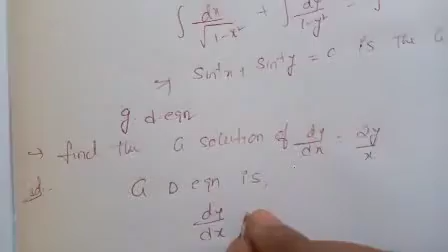 ∫ dx/√1-x² + ∫ dy/1-y² = ∫
⇒ Sin⁻¹x + Sin⁻¹y = c is the G
g. d. eqn
→ find the G solution of dy/dx = 2y/x
sol. G D eqn is,
dy/dx